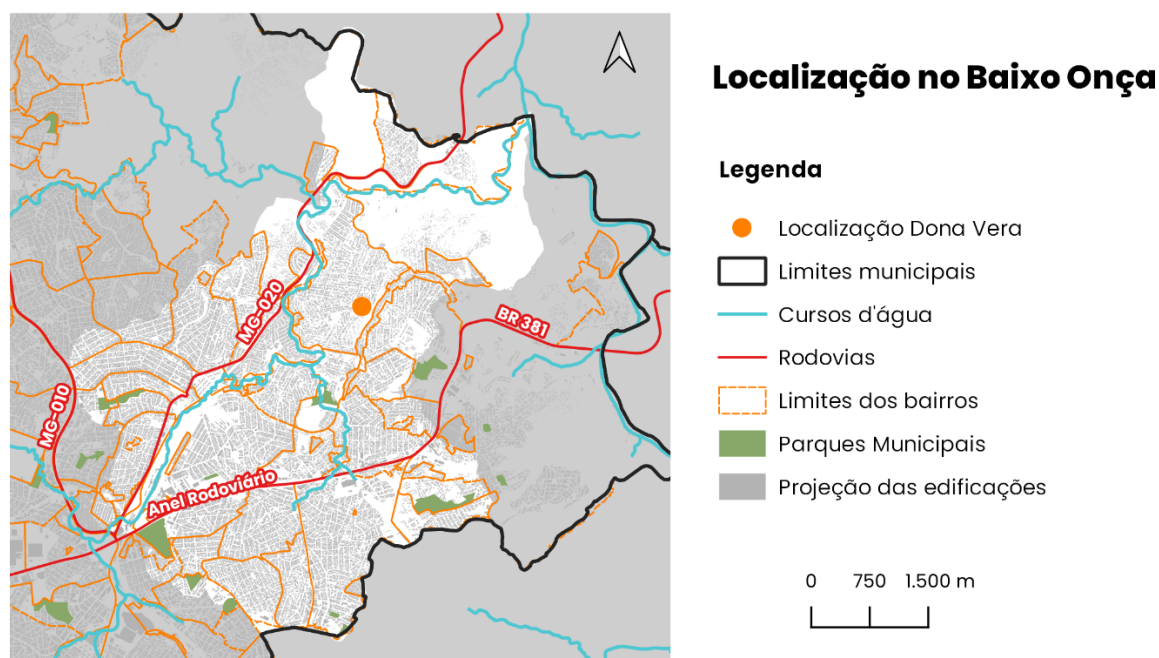 Localização no Baixo Onça
Legenda
Localização Dona Vera
Limites municipais
Cursos d'água
Rodovias
Limites dos bairros
Parques Municipais
Projeção das edificações
0 750 1.500 m
MG-020
BR 381
MG-010
Anel Rodoviário